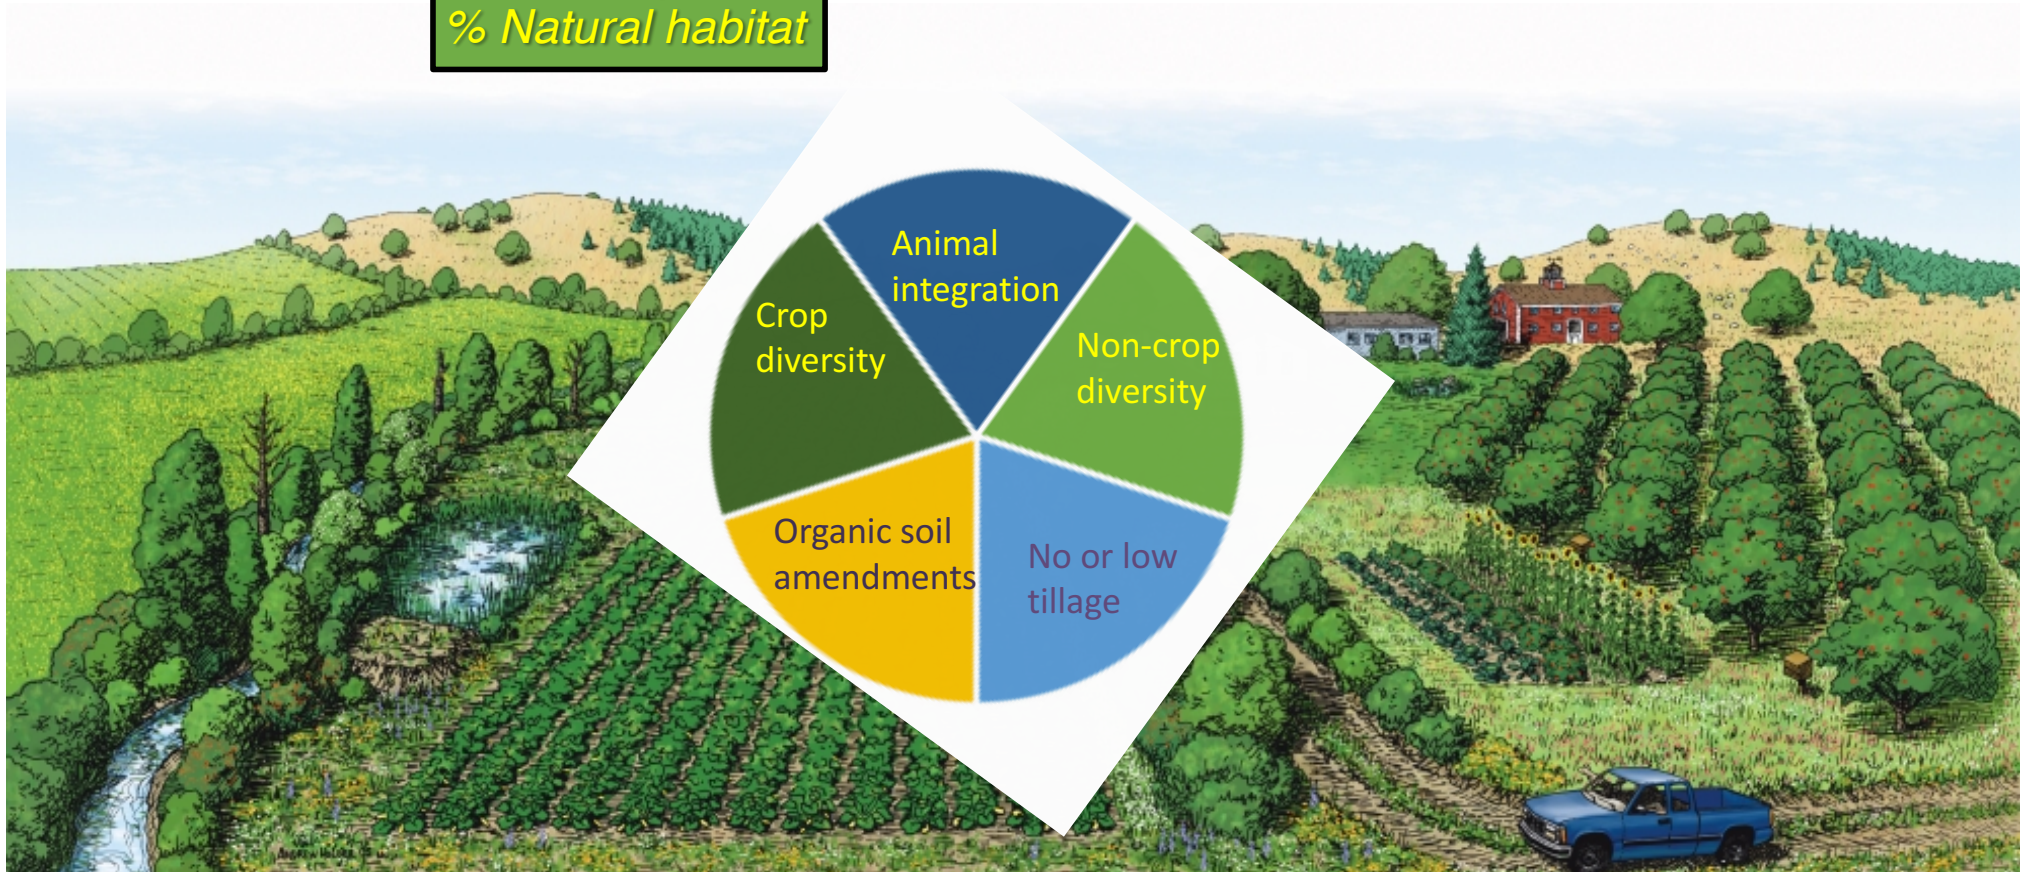 % Natural habitat
Animal
integration
Crop
diversity
Non-crop
diversity
Organic soil
amendments
No or low
tillage